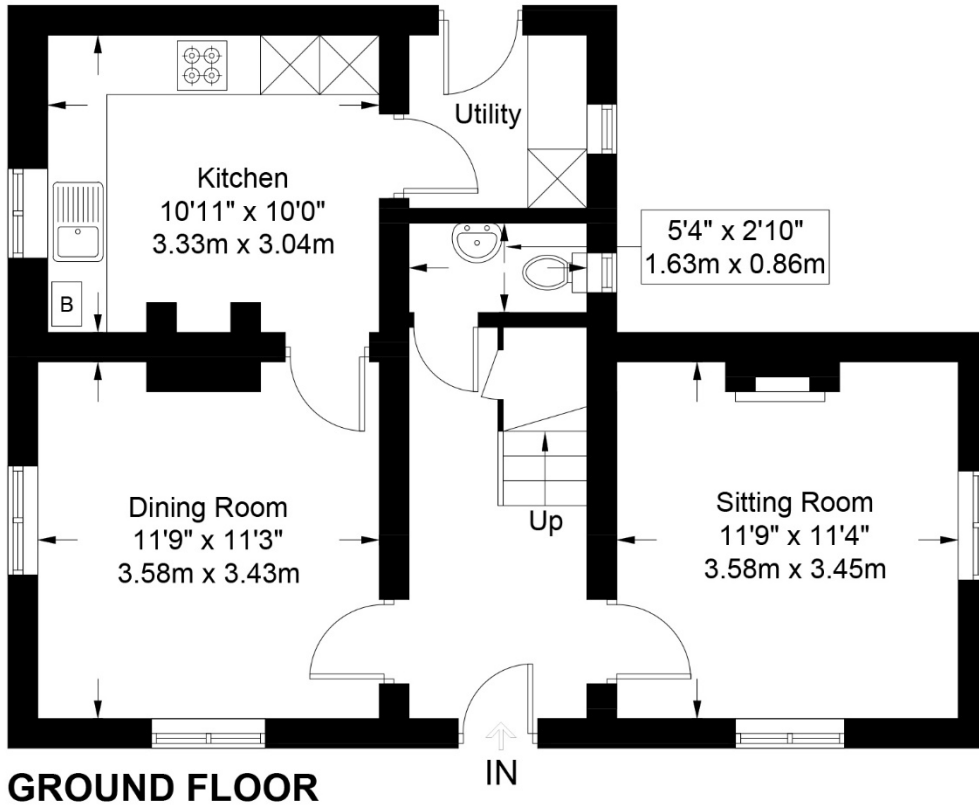 Utility
Kitchen
10'11" x 10'0"
3.33m x 3.04m
5'4" x 2'10"
1.63m x 0.86m
B
Dining Room
11'9" x 11'3"
3.58m x 3.43m
Up
Sitting Room
11'9" x 11'4"
3.58m x 3.45m
IN
GROUND FLOOR